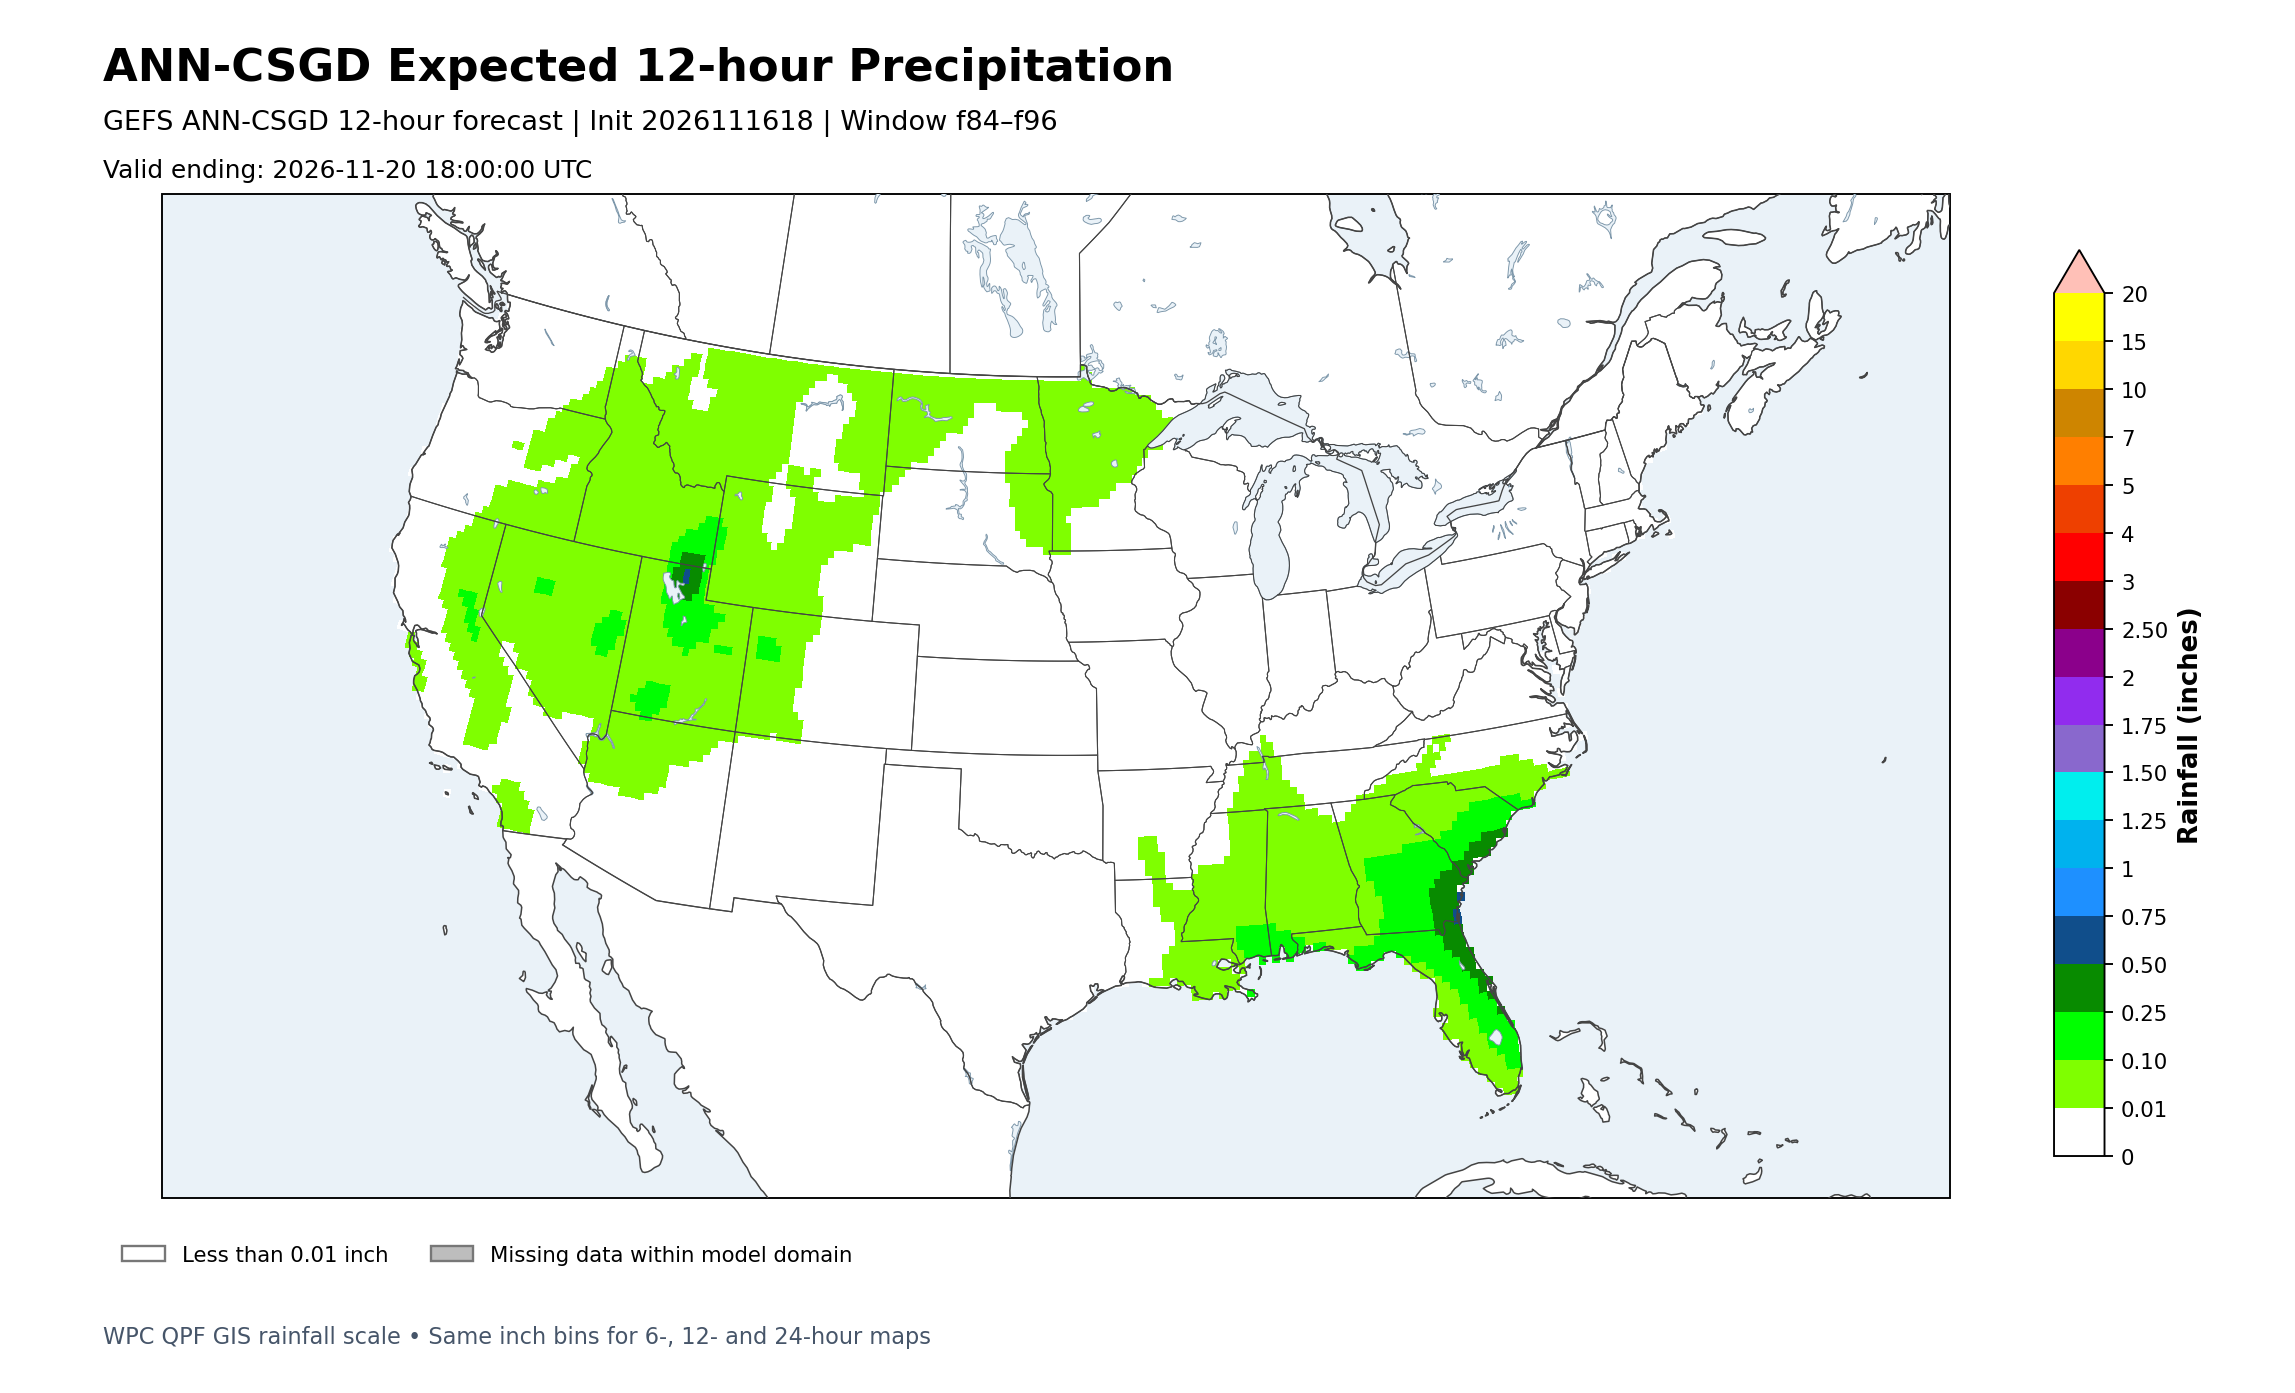 ANN-CSGD Expected 12-hour Precipitation
GEFS ANN-CSGD 12-hour forecast | Init 2026111618 | Window f84–f96
Valid ending: 2026-11-20 18:00:00 UTC
20
15
10
7
5
4
3
2.50
2
1.75
1.50
1.25
1
0.75
0.50
0.25
0.10
0.01
0
Rainfall (inches)
Less than 0.01 inch
Missing data within model domain
WPC QPF GIS rainfall scale • Same inch bins for 6-, 12- and 24-hour maps